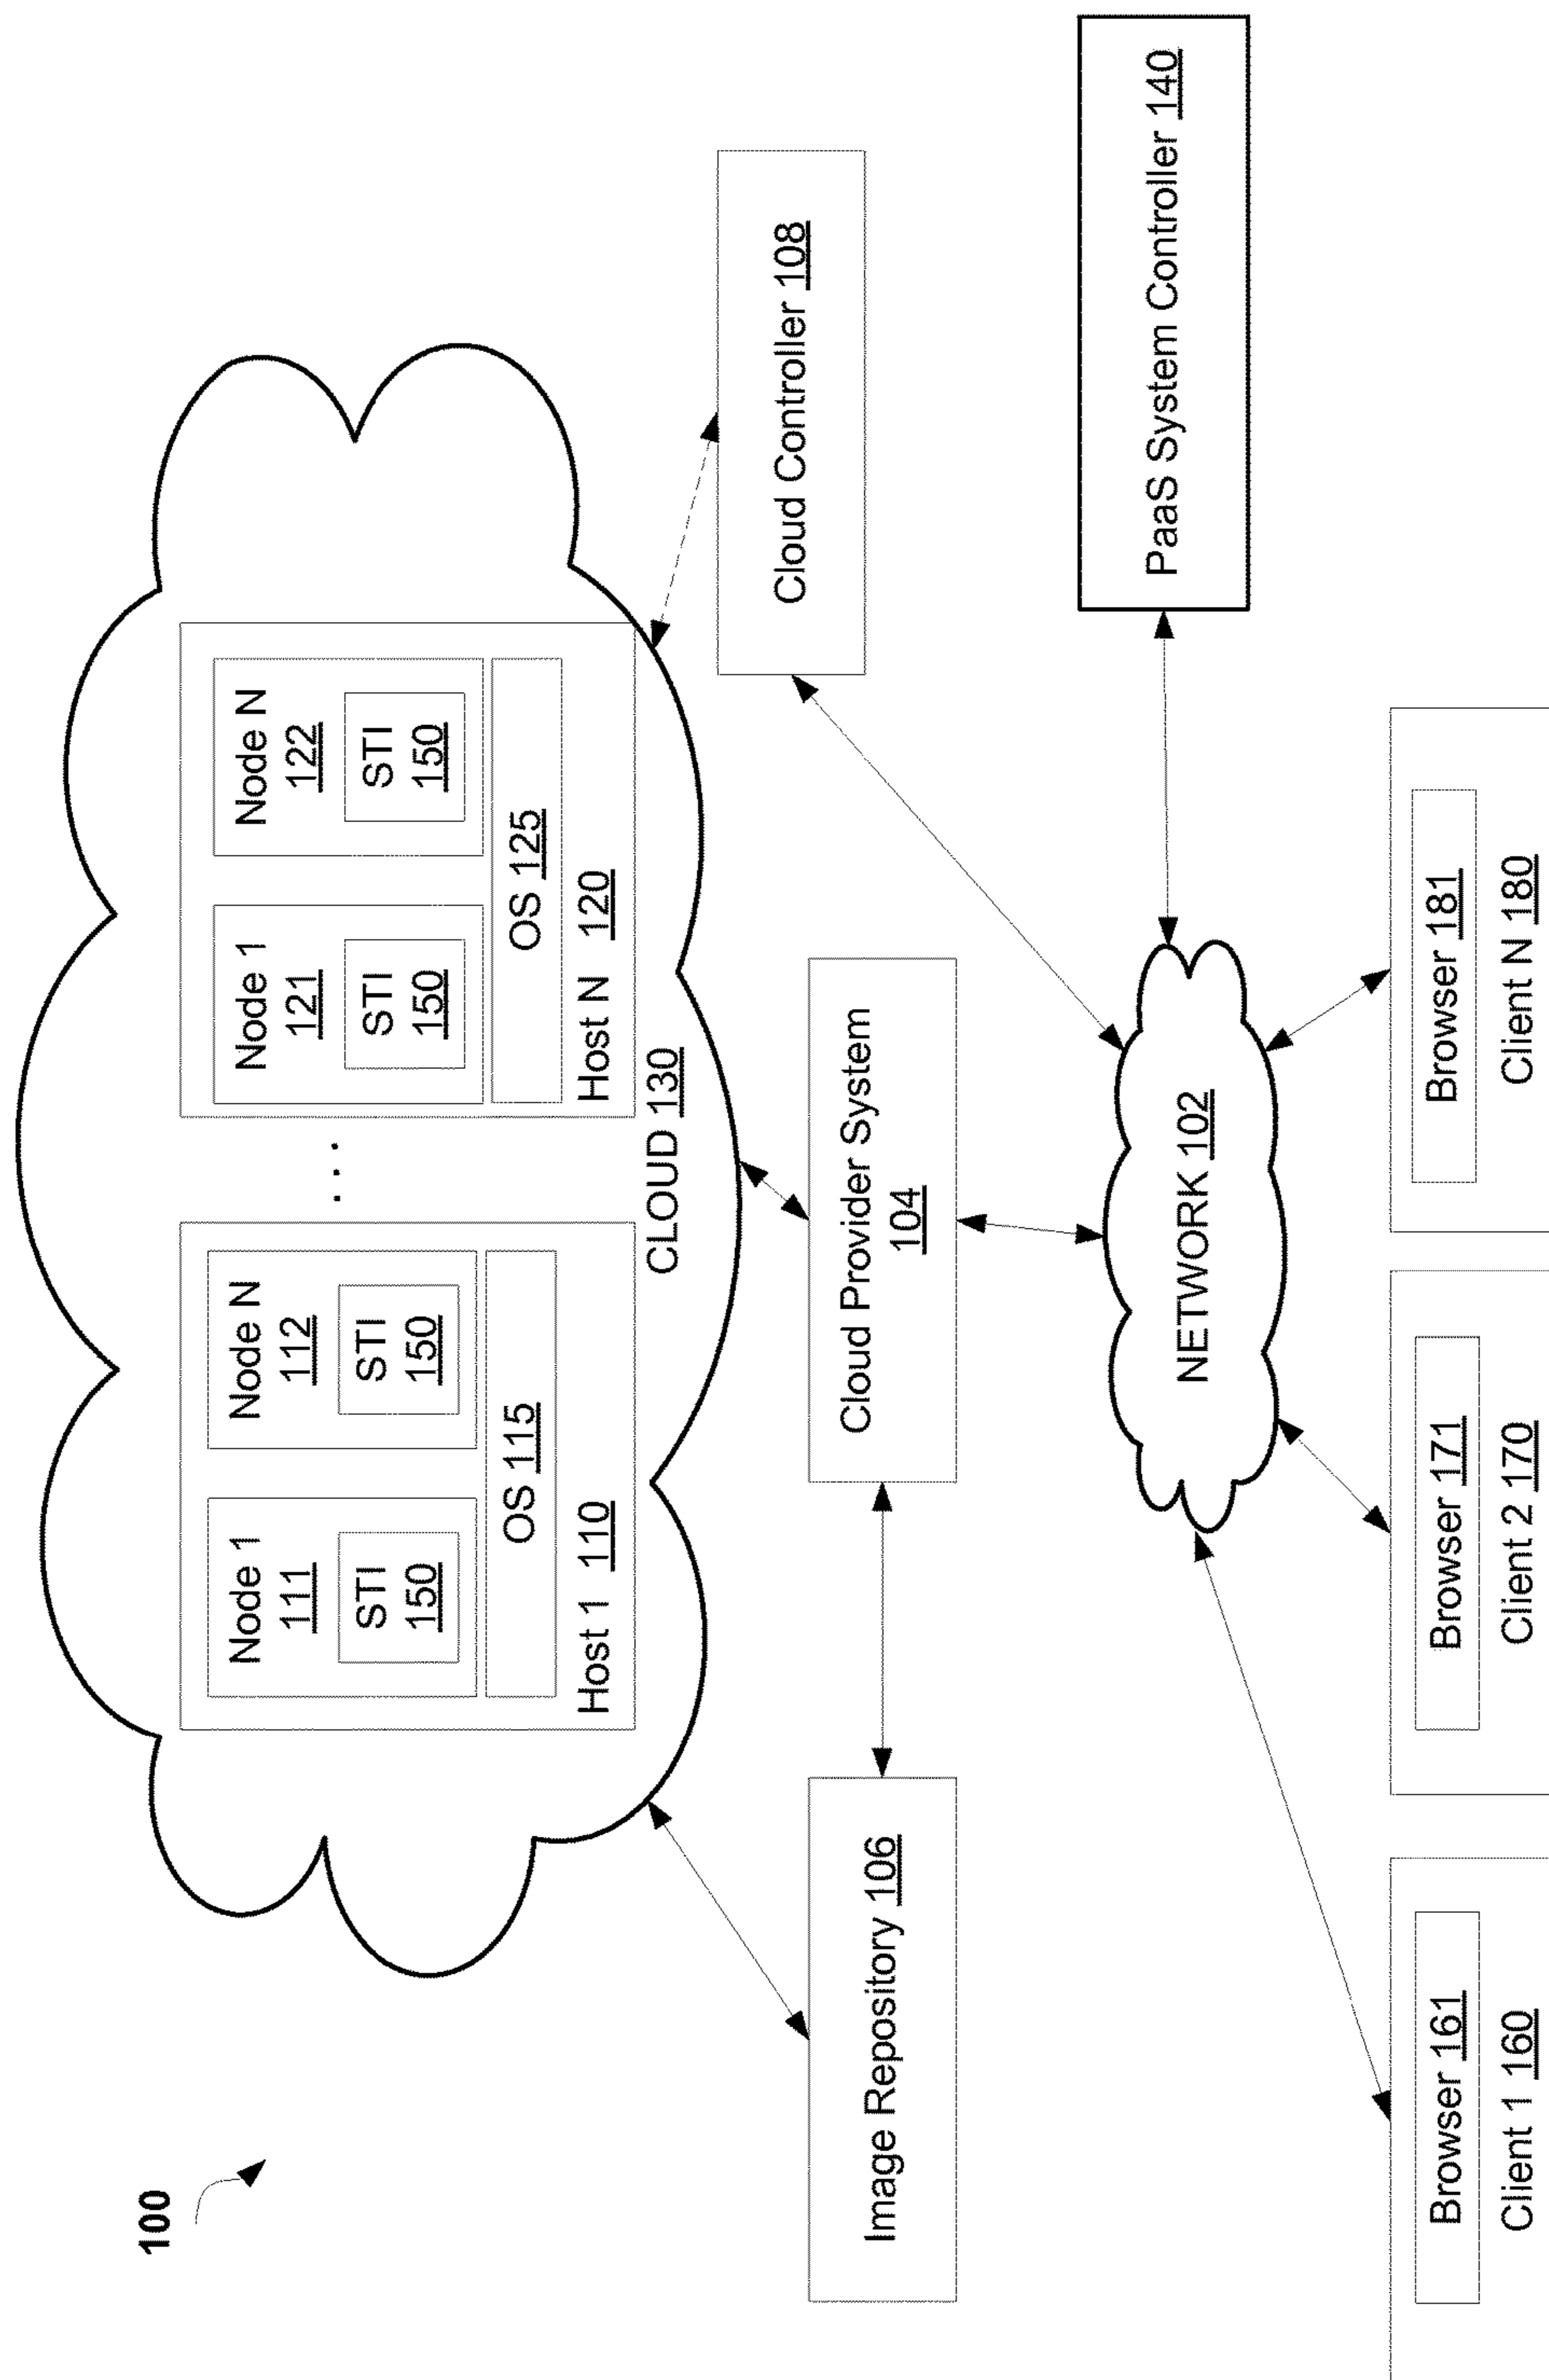 100
Node 1
111
STI
150
Node N
112
STI
150
OS 115
Host 1 110
...
Node 1
121
STI
150
Node N
122
STI
150
OS 125
Host N 120
CLOUD 130
Image Repository 106
Cloud Provider System
104
Cloud Controller 108
NETWORK 102
PaaS System Controller 140
Browser 161
Client 1 160
Browser 171
Client 2 170
Browser 181
Client N 180